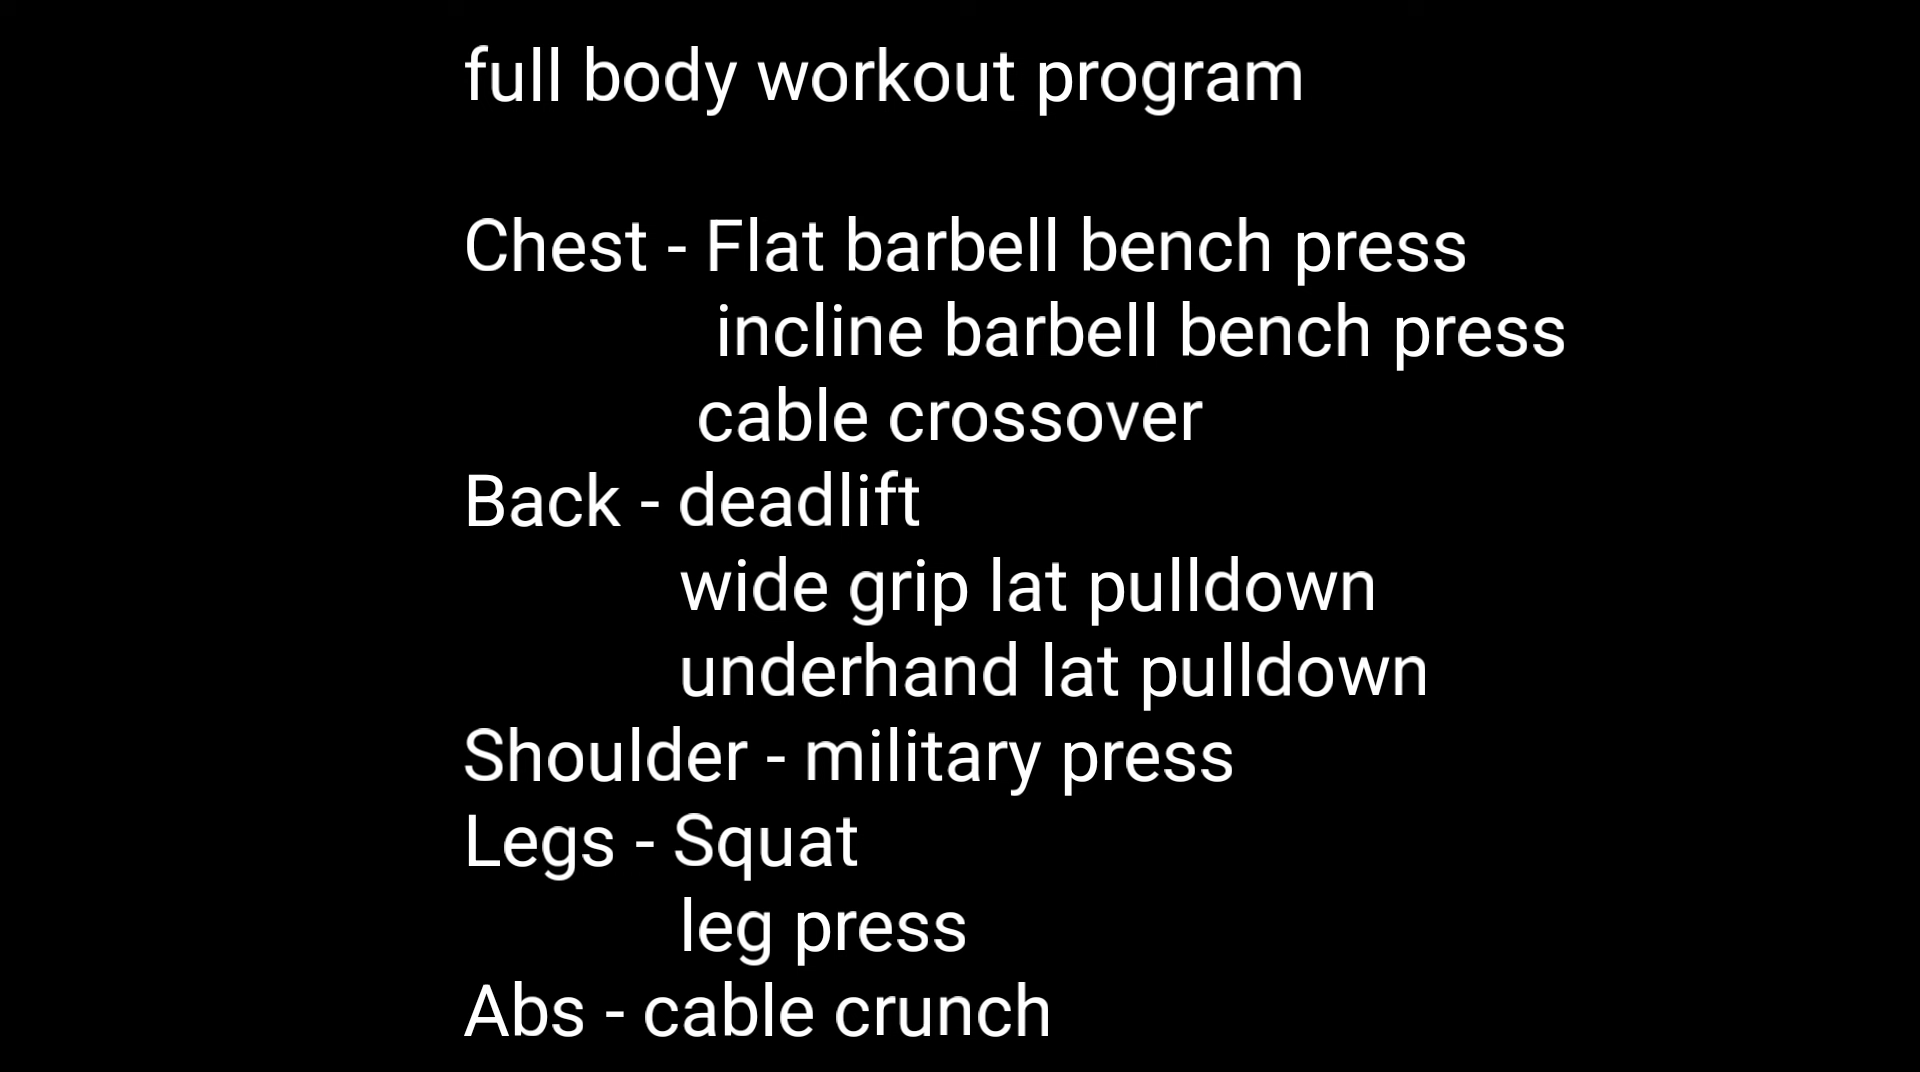 full body workout program
Chest - Flat barbell bench press
incline barbell bench press
cable crossover
Back - deadlift
wide grip lat pulldown
underhand lat pulldown
Shoulder - military press
Legs - Squat
leg press
Abs - cable crunch